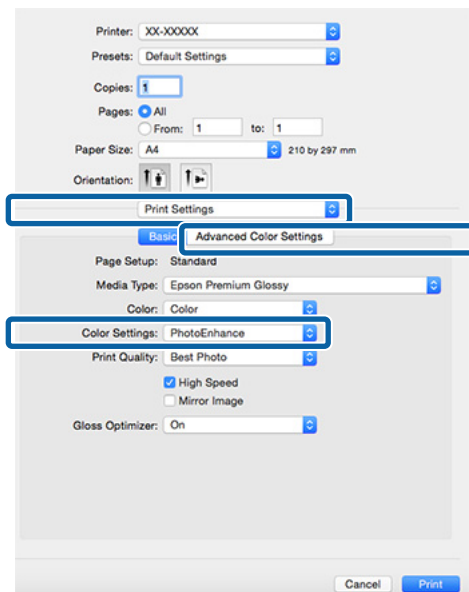 Printer: XX-XXXXX
Presets: Default Settings
Copies: 1
Pages: All
From: 1 to: 1
Paper Size: A4 210 by 297 mm
Orientation:
Print Settings
Basic Advanced Color Settings
Page Setup: Standard
Media Type: Epson Premium Glossy
Color: Color
Color Settings: PhotoEnhance
Print Quality: Best Photo
High Speed
Mirror Image
Gloss Optimizer: On
Cancel Print